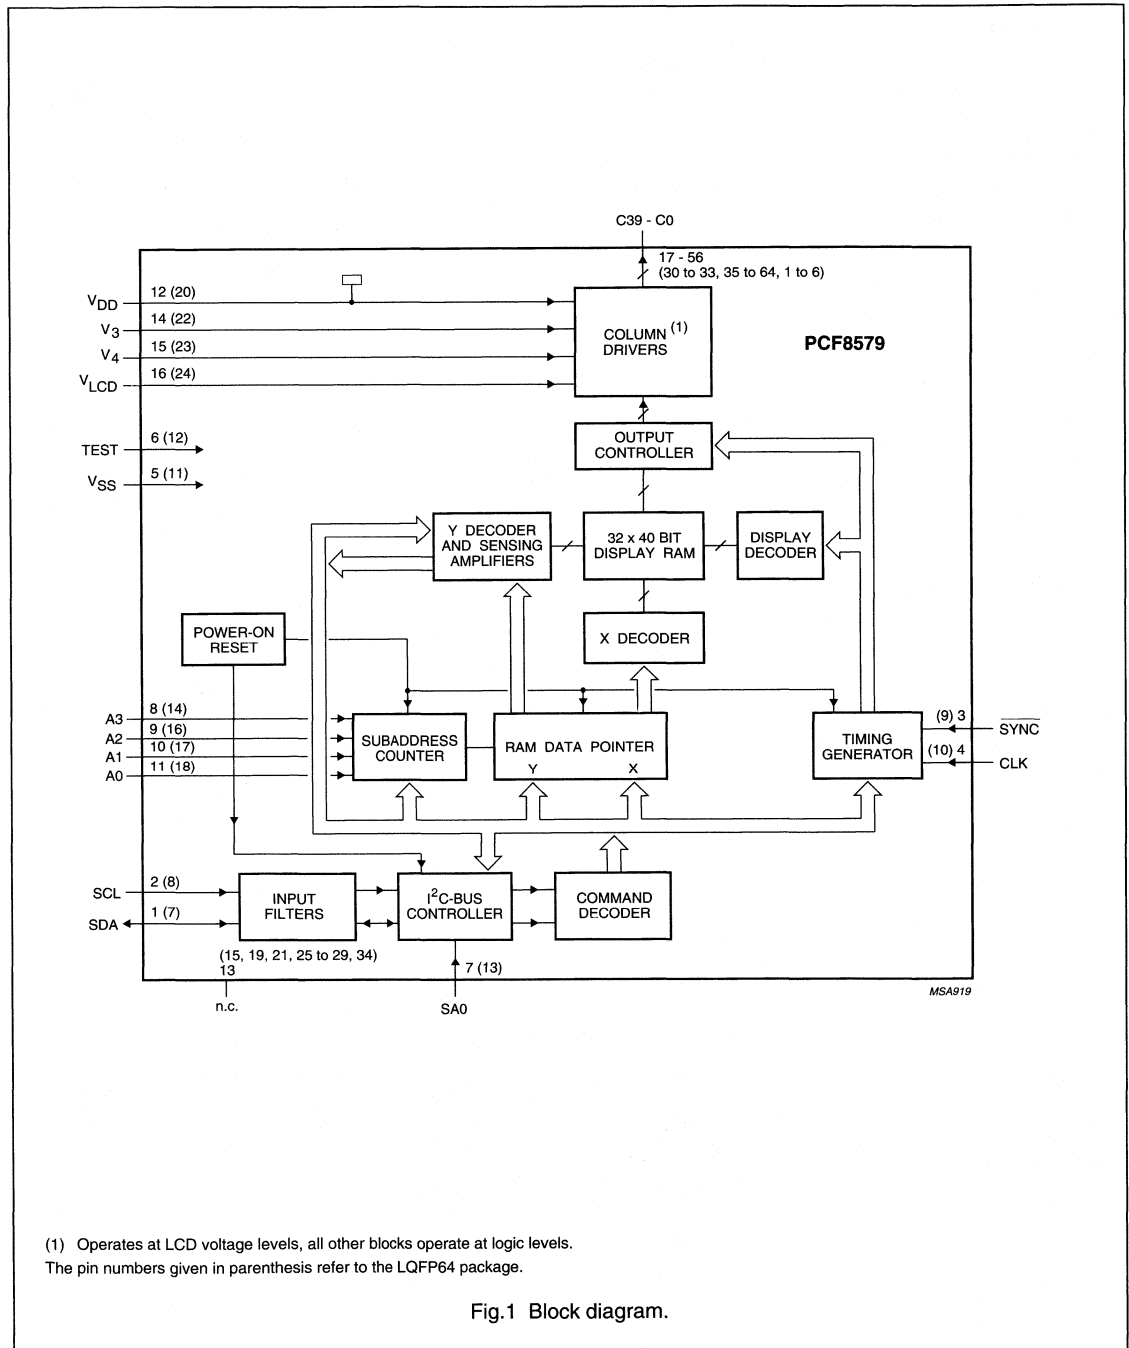 C39 - C0
17 - 56
(30 to 33, 35 to 64, 1 to 6)
VDD
12 (20)
V3
14 (22)
V4
15 (23)
VLCD
16 (24)
COLUMN (1)
DRIVERS
PCF8579
TEST
6 (12)
VSS
5 (11)
OUTPUT
CONTROLLER
Y DECODER
AND SENSING
AMPLIFIERS
32 x 40 BIT
DISPLAY RAM
DISPLAY
DECODER
POWER-ON
RESET
X DECODER
A3
8 (14)
A2
9 (16)
A1
10 (17)
A0
11 (18)
SUBADDRESS
COUNTER
RAM DATA POINTER
Y X
TIMING
GENERATOR
(9) 3
SYNC
(10) 4
CLK
SCL
2 (8)
SDA
1 (7)
INPUT
FILTERS
I2C-BUS
CONTROLLER
COMMAND
DECODER
(15, 19, 21, 25 to 29, 34)
13
7 (13)
n.c.
SA0
MSA919
(1) Operates at LCD voltage levels, all other blocks operate at logic levels.
The pin numbers given in parenthesis refer to the LQFP64 package.
Fig.1 Block diagram.